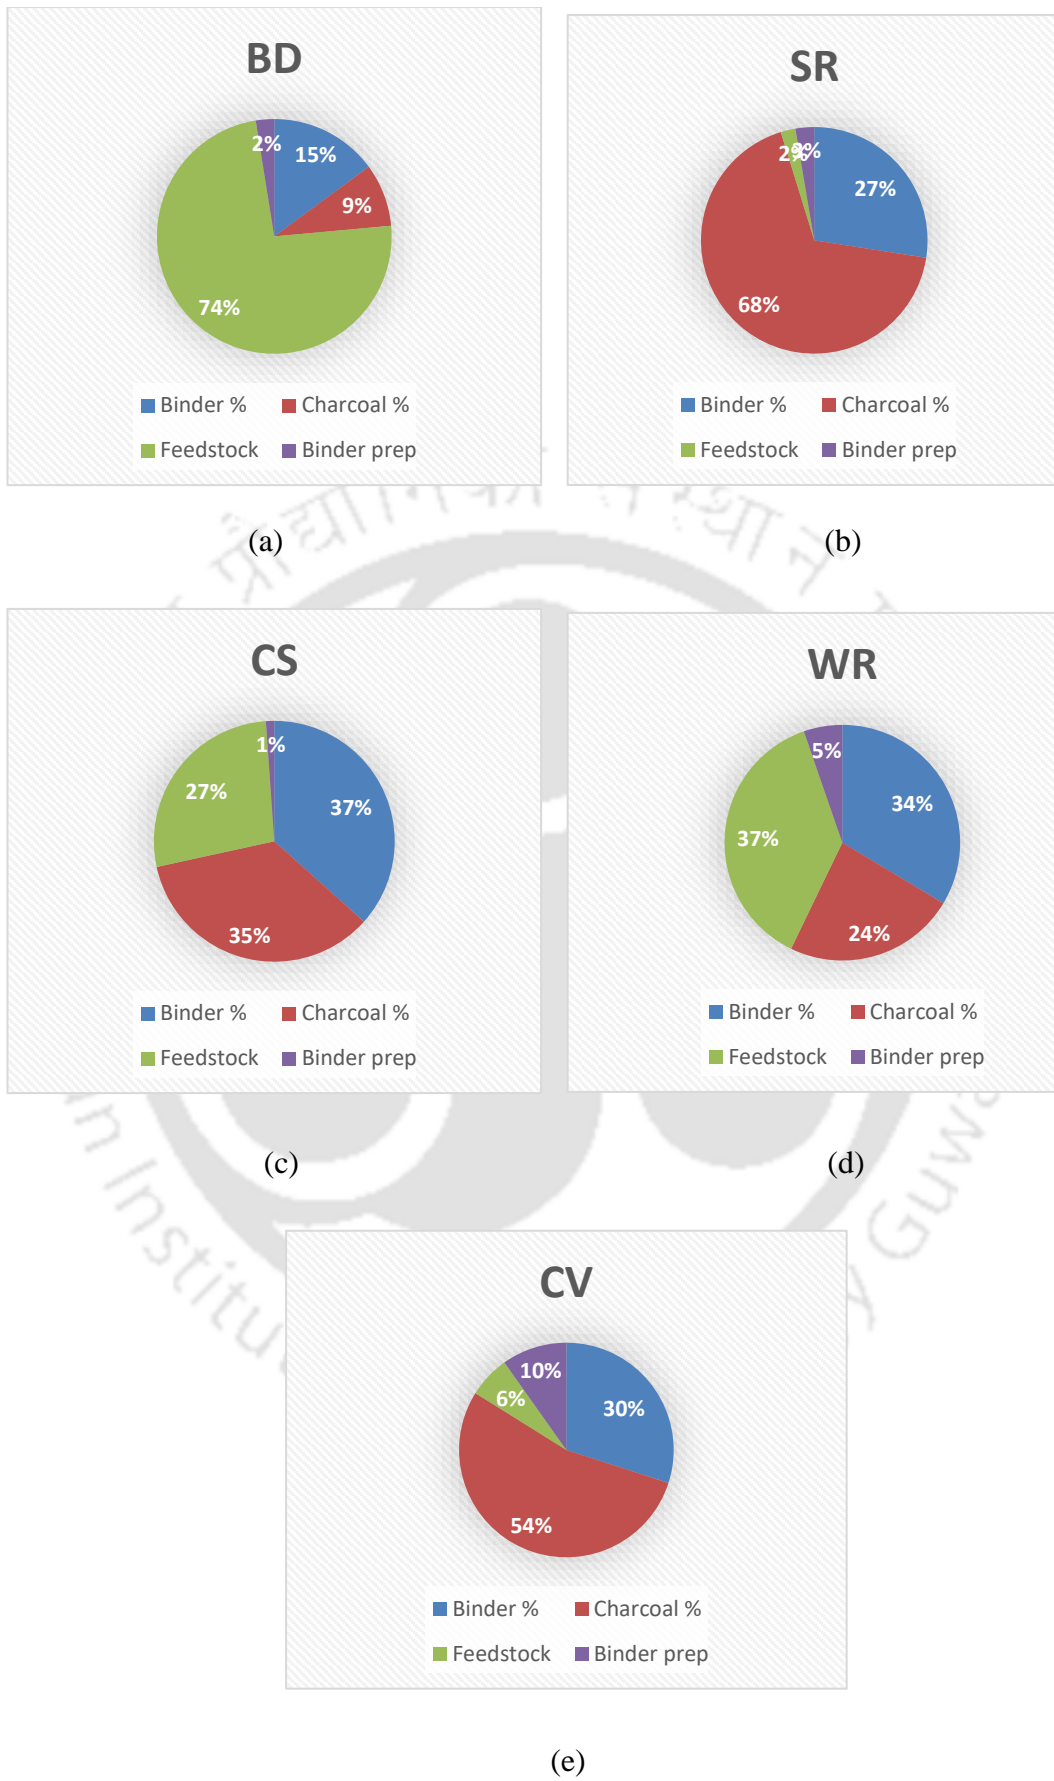 BD
2%
15%
9%
74%
Binder %
Charcoal %
Feedstock
Binder prep
(a)
SR
2%
27%
68%
Binder %
Charcoal %
Feedstock
Binder prep
(b)
CS
1%
37%
27%
35%
Binder %
Charcoal %
Feedstock
Binder prep
(c)
WR
5%
34%
37%
24%
Binder %
Charcoal %
Feedstock
Binder prep
(d)
CV
10%
30%
6%
54%
Binder %
Charcoal %
Feedstock
Binder prep
(e)